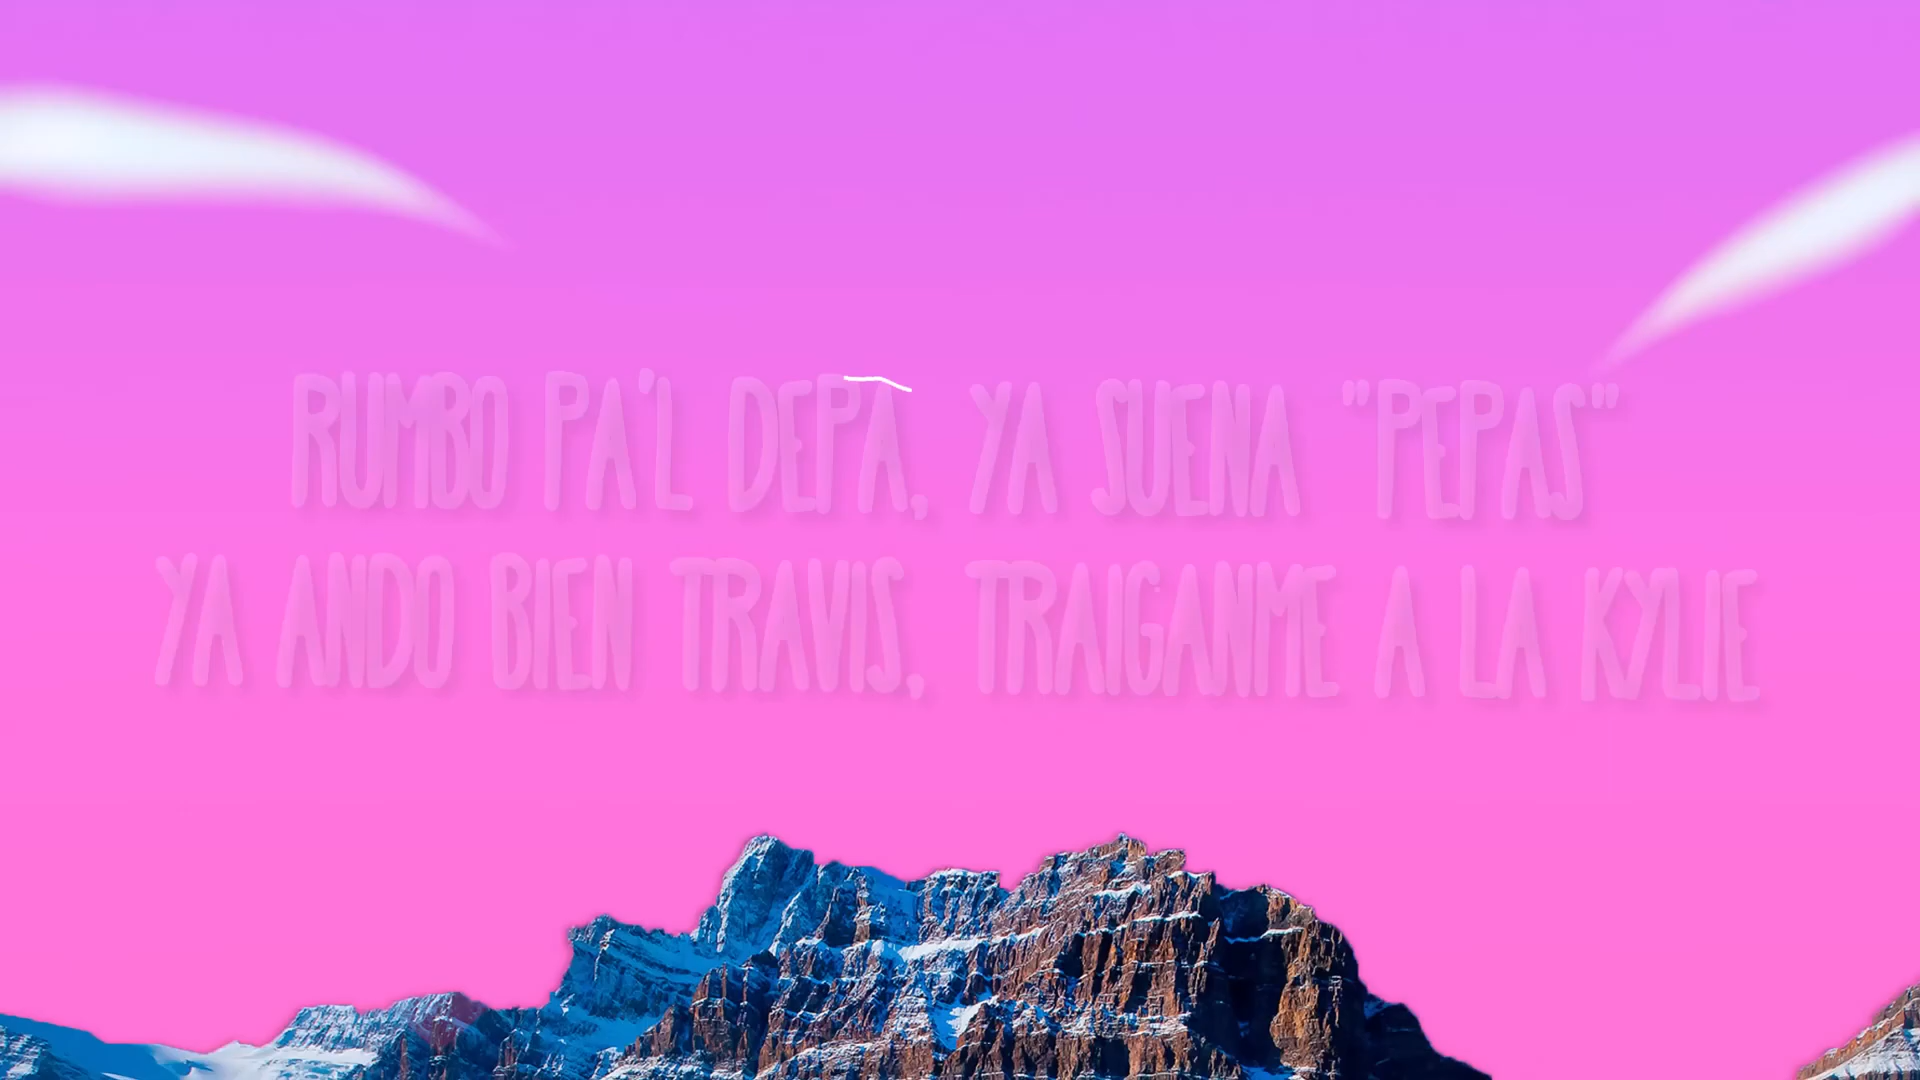 RUMBO PA'L DEPA, YA SUENA "PEPAS"
YA ANDO BIEN TRAVIS, TRAIGANME A LA KYLIE